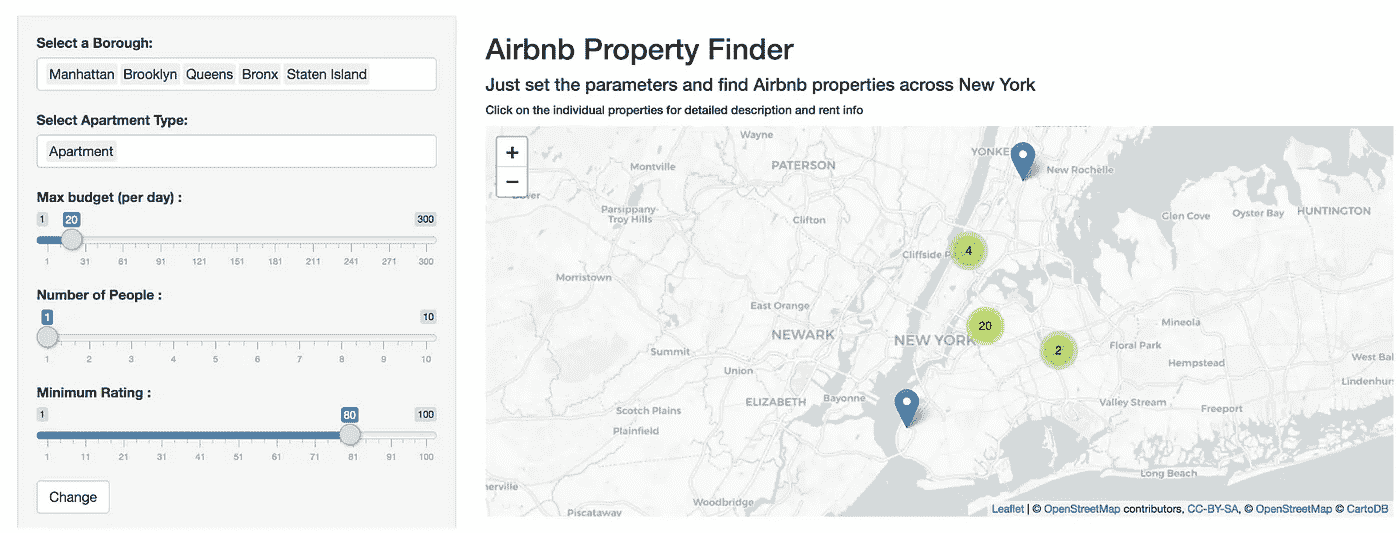 Select a Borough:
Manhattan Brooklyn Queens Bronx Staten Island
Select Apartment Type:
Apartment
Max budget (per day) :
1 20 300
1 31 61 91 121 151 181 211 241 271 300
Number of People :
1 10
1 2 3 4 5 6 7 8 9 10
Minimum Rating :
1 80 100
1 11 21 31 41 51 61 71 81 91 100
Change
Airbnb Property Finder
Just set the parameters and find Airbnb properties across New York
Click on the individual properties for detailed description and rent info
+
−
Wayne
YONKE
PATERSON
Montville
New Rochelle
Parsippany-
Troy Hills
Clifton
Glen Cove
Oyster Bay
HUNTINGTON
4
Cliffside P
Morristown
East Orange
20
NEWARK
NEW YORK
Mineola
2
Floral Park
Summit
Hempstead
West Bal
Union
Lindenhur
ELIZABETH
Bayonne
Valley Stream
Freeport
Scotch Plains
Plainfield
Long Beach
nerville
Woodbridge
Piscataway
Leaflet | © OpenStreetMap contributors, CC-BY-SA, © OpenStreetMap © CartoDB